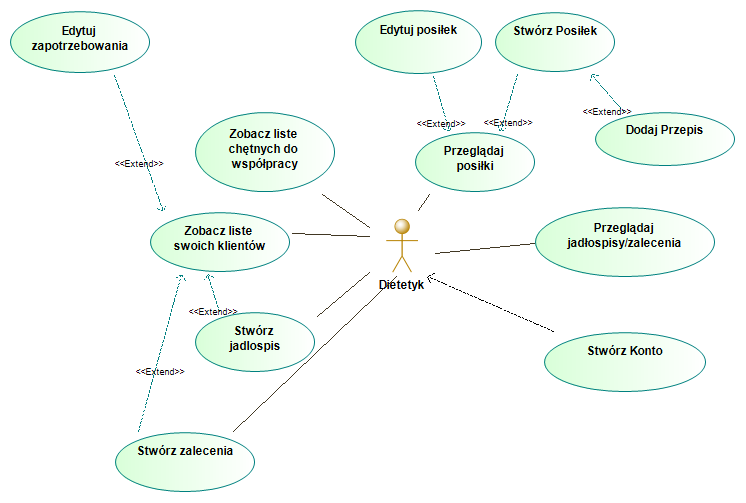 Edytuj
zapotrzebowania
Edytuj posiłek
Stwórz Posiłek
<<Extend>>
<<Extend>>
<<Extend>>
Dodaj Przepis
Zobacz liste
chętnych do
współpracy
Przeglądaj
posiłki
<<Extend>>
Zobacz liste
swoich klientów
Przeglądaj
jadłospisy/zalecenia
Dietetyk
<<Extend>>
Stwórz
jadlospis
Stwórz Konto
<<Extend>>
Stwórz zalecenia